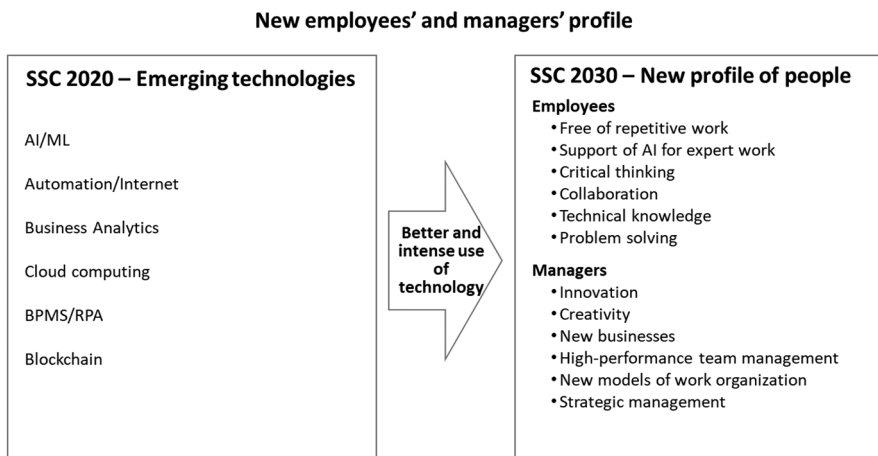 New employees’ and managers’ profile
SSC 2020 – Emerging technologies
AI/ML
Automation/Internet
Business Analytics
Cloud computing
BPMS/RPA
Blockchain
Better and
intense use
of
technology
SSC 2030 – New profile of people
Employees
• Free of repetitive work
• Support of AI for expert work
• Critical thinking
• Collaboration
• Technical knowledge
• Problem solving
Managers
• Innovation
• Creativity
• New businesses
• High-performance team management
• New models of work organization
• Strategic management